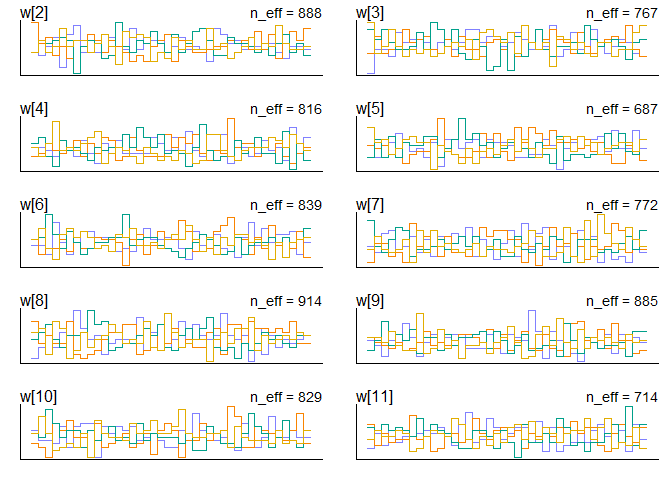 w[2] n_eff = 888
w[3] n_eff = 767
w[4] n_eff = 816
w[5] n_eff = 687
w[6] n_eff = 839
w[7] n_eff = 772
w[8] n_eff = 914
w[9] n_eff = 885
w[10] n_eff = 829
w[11] n_eff = 714